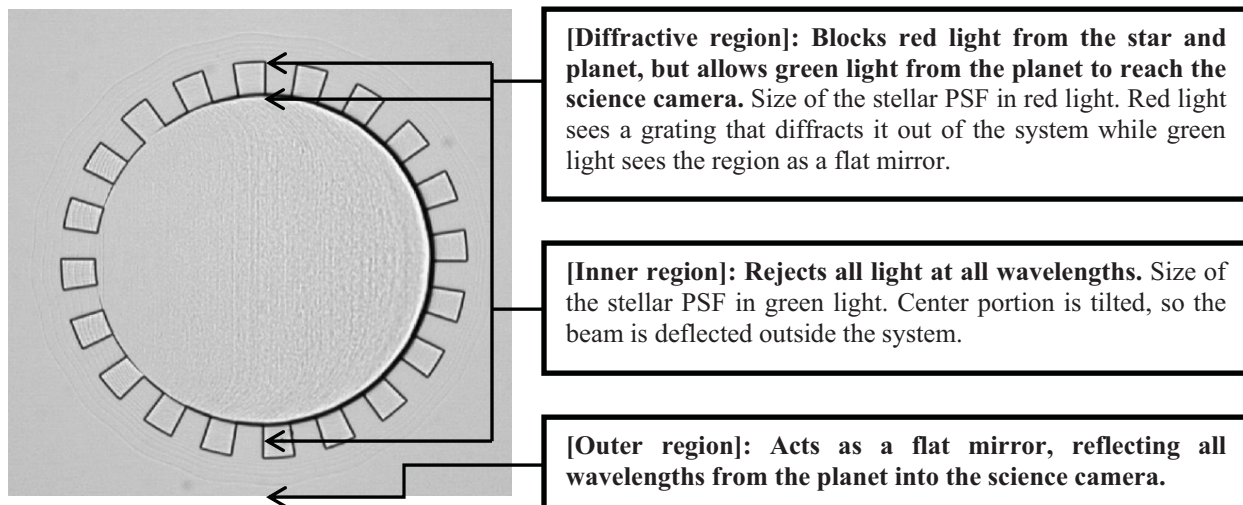 [Diffractive region]: Blocks red light from the star and
planet, but allows green light from the planet to reach the
science camera. Size of the stellar PSF in red light. Red light
sees a grating that diffracts it out of the system while green
light sees the region as a flat mirror.
[Inner region]: Rejects all light at all wavelengths. Size of
the stellar PSF in green light. Center portion is tilted, so the
beam is deflected outside the system.
[Outer region]: Acts as a flat mirror, reflecting all
wavelengths from the planet into the science camera.